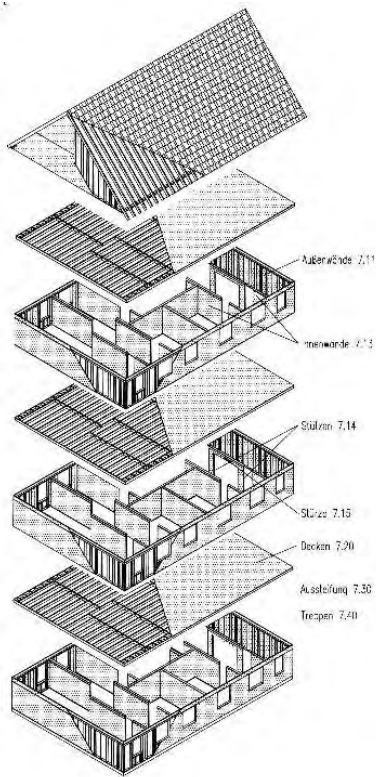 Außenwände 7.11
Innenwände 7.13
Stützen 7.14
Stürze 7.15
Decken 7.20
Aussteifung 7.30
Treppen 7.40